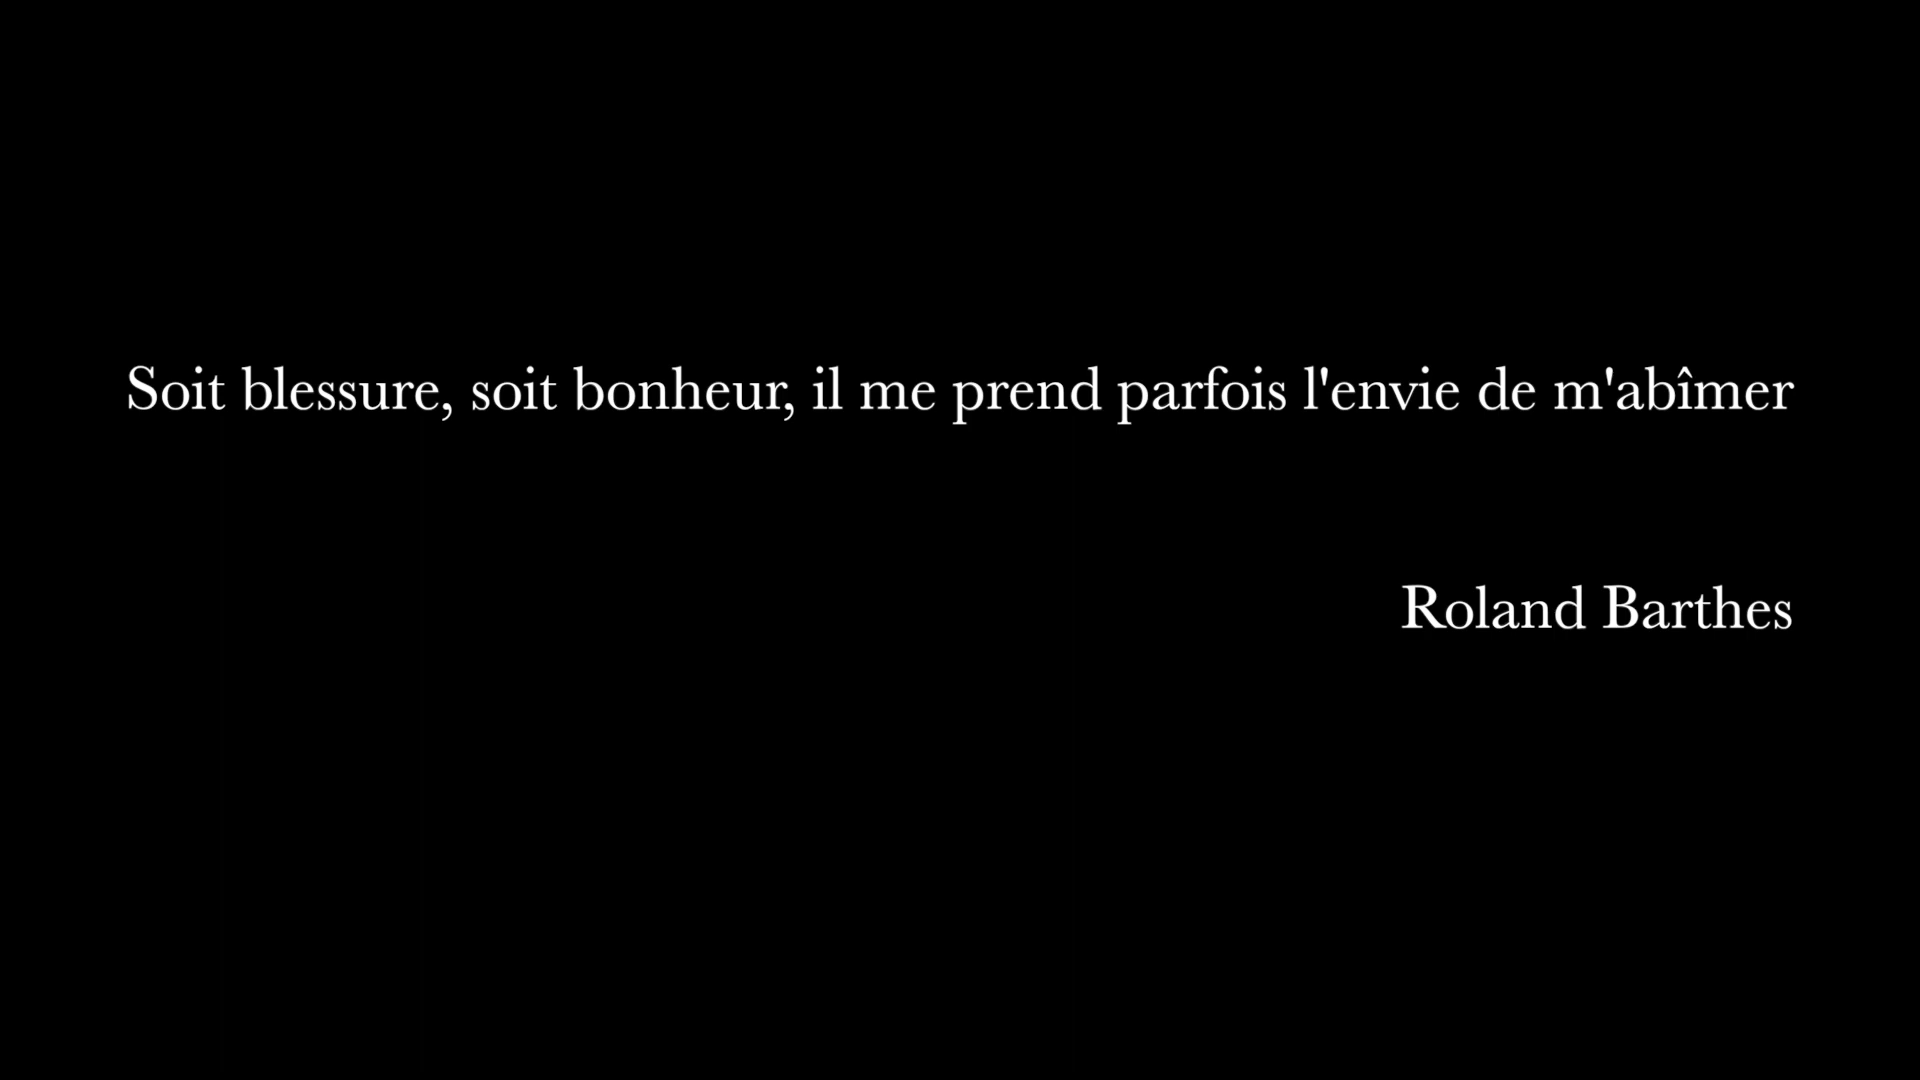 Soit blessure, soit bonheur, il me prend parfois l'envie de m'abîmer
Roland Barthes